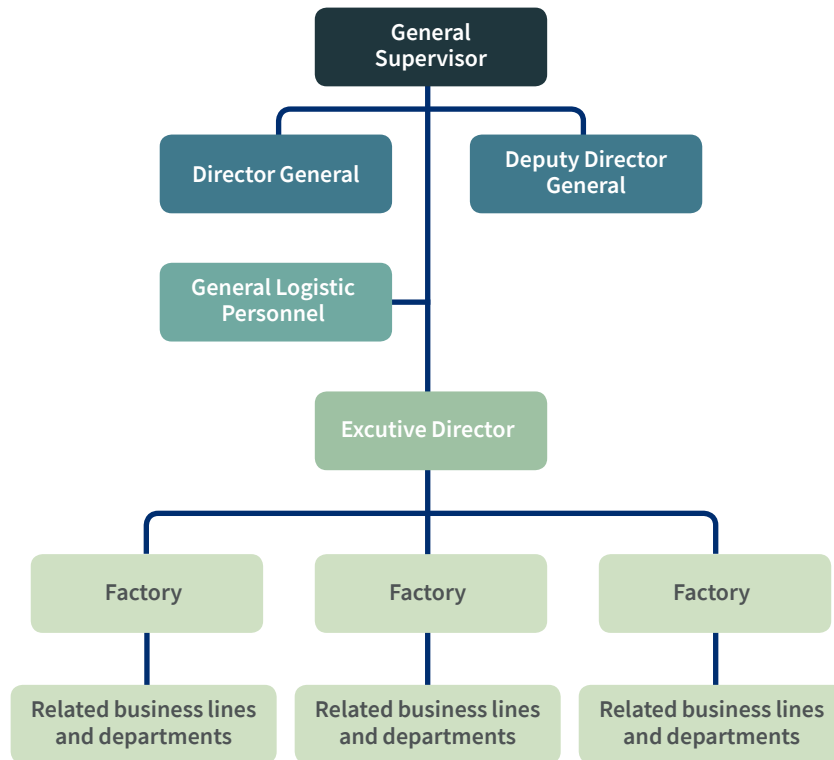 General
Supervisor
Director General
Deputy Director
General
General Logistic
Personnel
Excutive Director
Factory
Factory
Factory
Related business lines
and departments
Related business lines
and departments
Related business lines
and departments